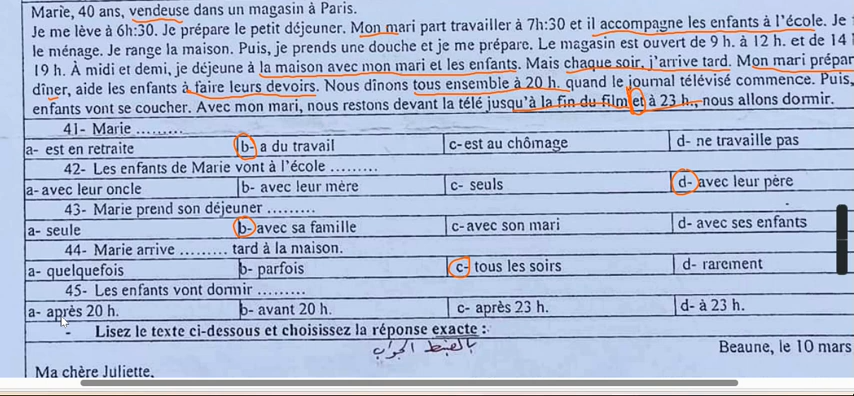 Marie, 40 ans, vendeuse dans un magasin à Paris.
Je me lève à 6h:30. Je prépare le petit déjeuner. Mon mari part travailler à 7h:30 et il accompagne les enfants à l'école. Je
le ménage. Je range la maison. Puis, je prends une douche et je me prépare. Le magasin est ouvert de 9 h. à 12 h. et de 14
19 h. À midi et demi, je déjeune à la maison avec mon mari et les enfants. Mais chaque soir, j'arrive tard. Mon mari prépar
dîner, aide les enfants à faire leurs devoirs. Nous dînons tous ensemble à 20 h. quand le journal télévisé commence. Puis,
enfants vont se coucher. Avec mon mari, nous restons devant la télé jusqu'à la fin du film et à 23 h., nous allons dormir.
41- Marie .........
a- est en retraite b- a du travail c- est au chômage d- ne travaille pas
42- Les enfants de Marie vont à l'école .........
a- avec leur oncle b- avec leur mère c- seuls d- avec leur père
43- Marie prend son déjeuner .........
a- seule b- avec sa famille c- avec son mari d- avec ses enfants
44- Marie arrive ......... tard à la maison.
a- quelquefois b- parfois c- tous les soirs d- rarement
45- Les enfants vont dormir .........
a- après 20 h. b- avant 20 h. c- après 23 h. d- à 23 h.
- Lisez le texte ci-dessous et choisissez la réponse exacte :
بالضبط الجواب
Beaune, le 10 mars
Ma chère Juliette,